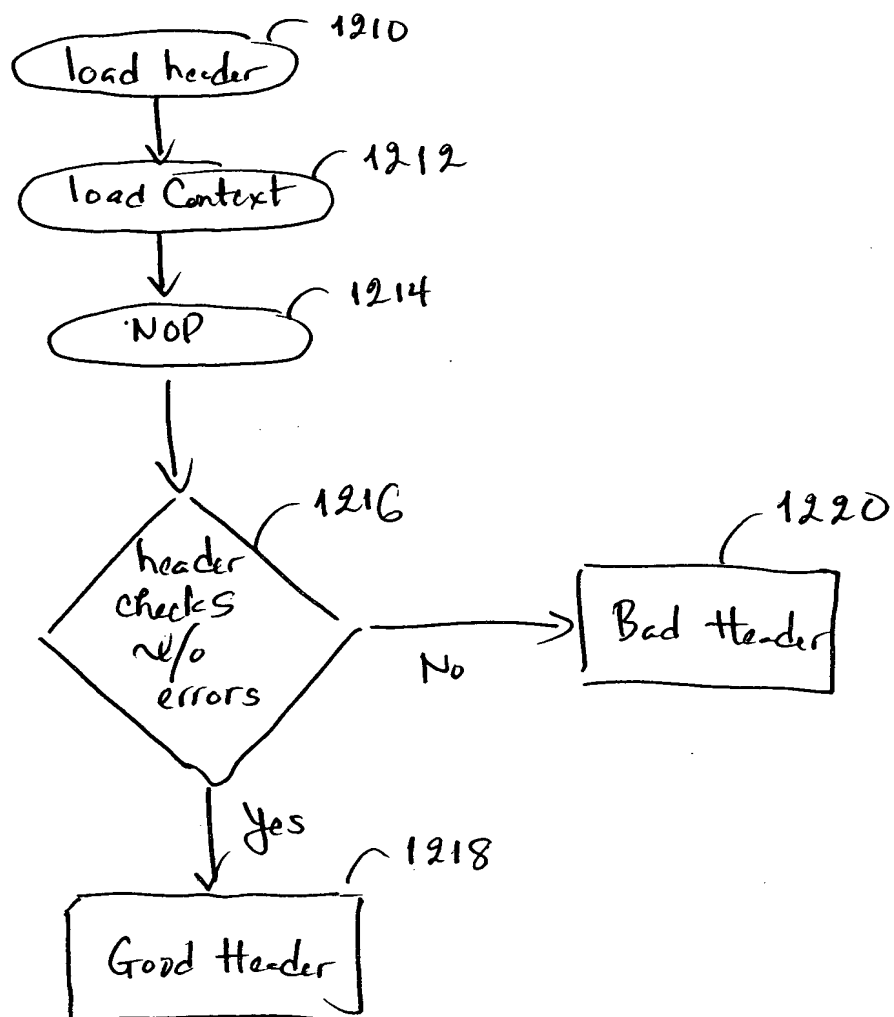 1210
load header
1212
load Context
1214
NOP
1216
header
checks
w/o
errors
1220
Bad Header
No
Yes
1218
Good Header